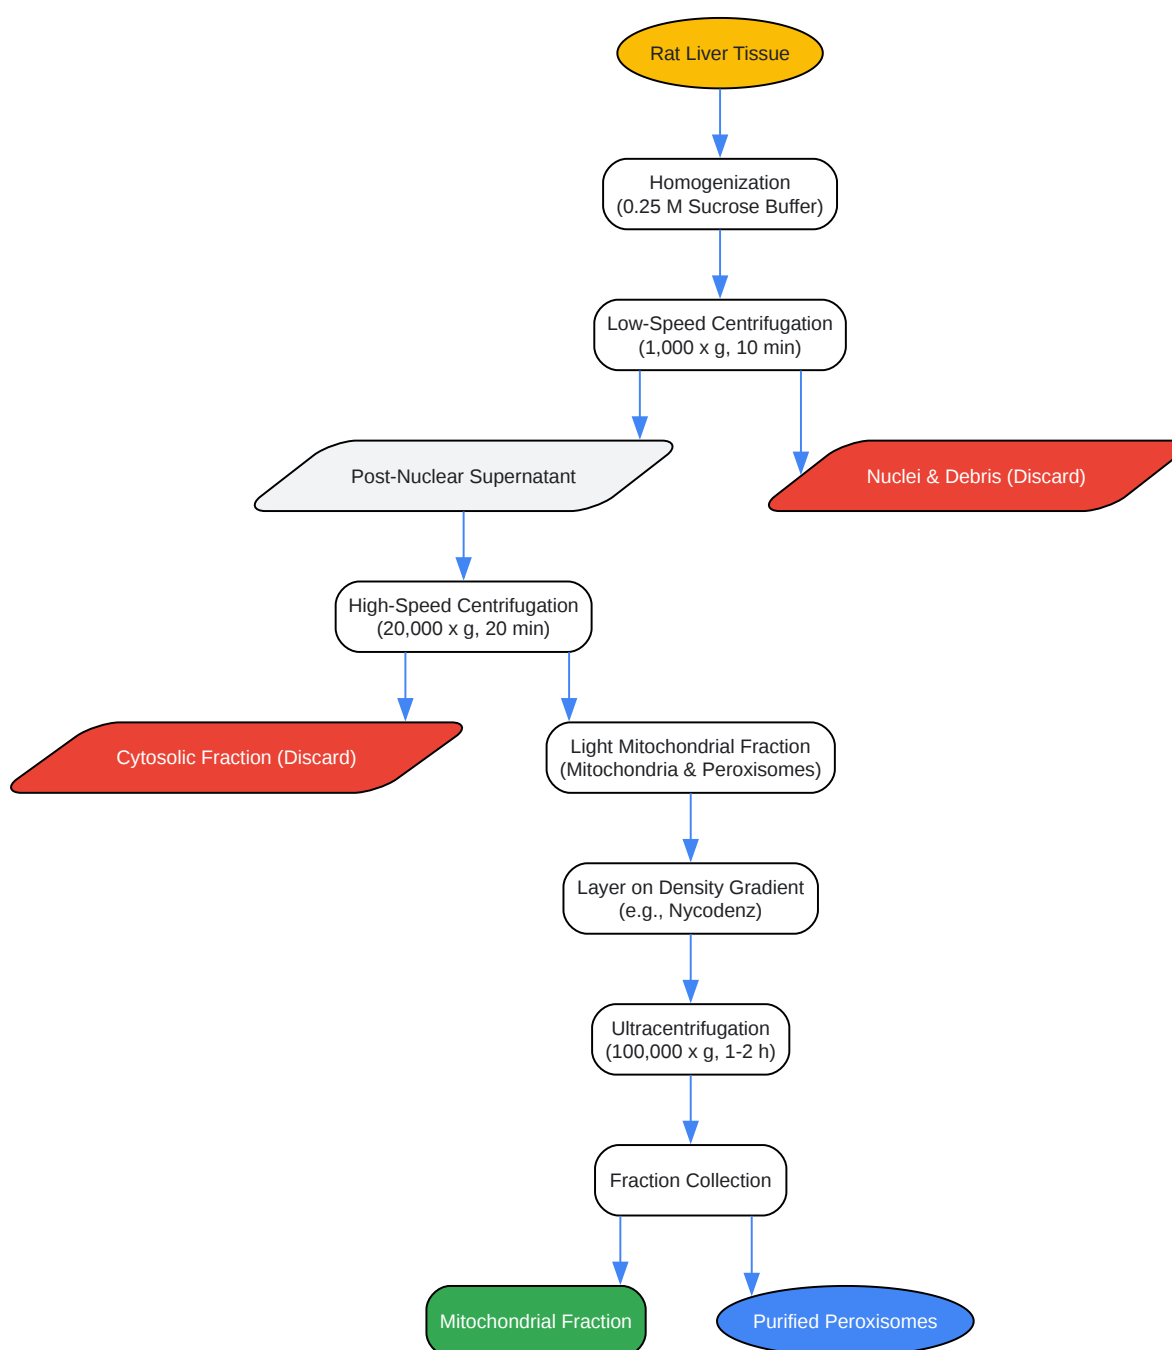 Rat Liver Tissue
Homogenization
(0.25 M Sucrose Buffer)
Low-Speed Centrifugation
(1,000 x g, 10 min)
Post-Nuclear Supernatant
Nuclei & Debris (Discard)
High-Speed Centrifugation
(20,000 x g, 20 min)
Cytosolic Fraction (Discard)
Light Mitochondrial Fraction
(Mitochondria & Peroxisomes)
Layer on Density Gradient
(e.g., Nycodenz)
Ultracentrifugation
(100,000 x g, 1-2 h)
Fraction Collection
Mitochondrial Fraction
Purified Peroxisomes